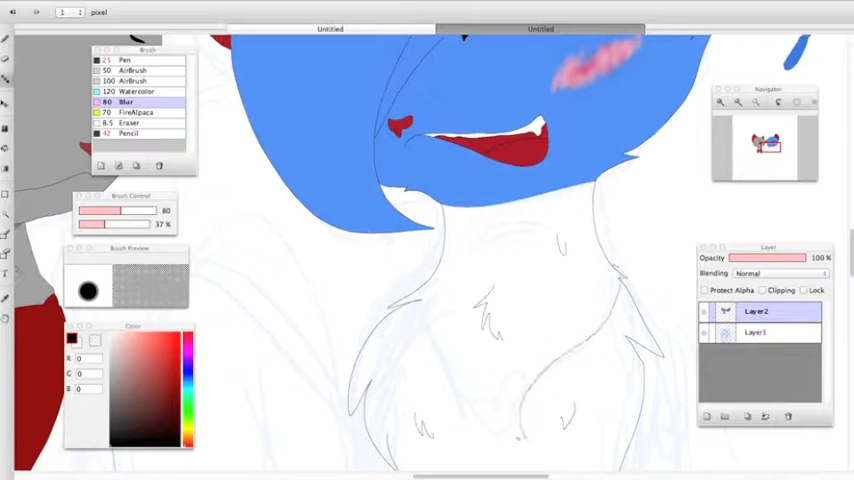 1 pixel
Untitled Untitled
Brush
25 Pen
50 AirBrush
100 AirBrush
120 Watercolor
80 Blur
70 FireAlpaca
8.5 Eraser
42 Pencil
Brush Control
80
37 %
Brush Preview
Color
R: 0
G: 0
B: 0
Navigator
Layer
Opacity 100 %
Blending Normal
Protect Alpha Clipping Lock
Layer2
Layer1